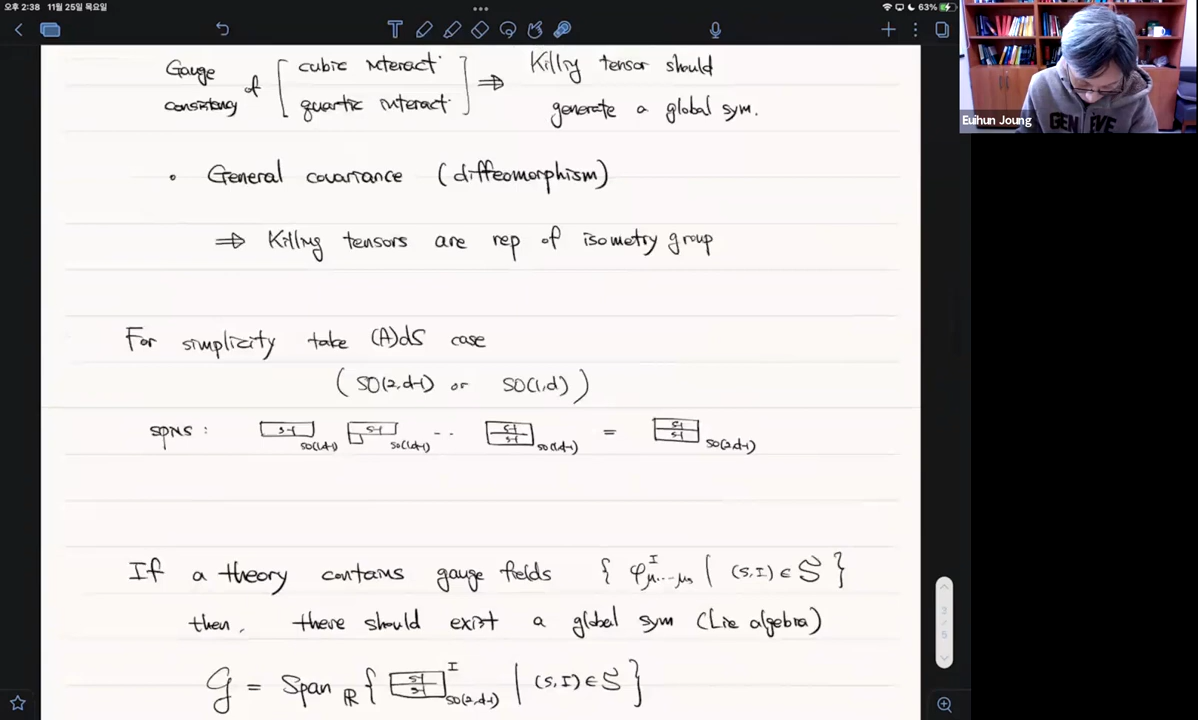 오후 2:38 11월 25일 목요일
63%
Gauge consistency of [ cubic interact. quartic interact. ] ⇒ Killing tensor should generate a global sym.
• General covariance (diffeomorphism)
⇒ Killing tensors are rep of isometry group
For simplicity take (A)dS case
(SO(2,d-1) or SO(1,d))
spin s : s-1 SO(1,d-1) s-1 SO(1,d-1) ... s-1 s-1 SO(1,d-1) = s-1 s-1 SO(2,d-1)
If a theory contains gauge fields { φ^I_μ1...μs | (s,I) ∈ S }
then, there should exist a global sym (Lie algebra)
g = Span_R { s-1 s-1 ^I SO(2,d-1) | (s,I) ∈ S }
Euihun Joung
GENEVE